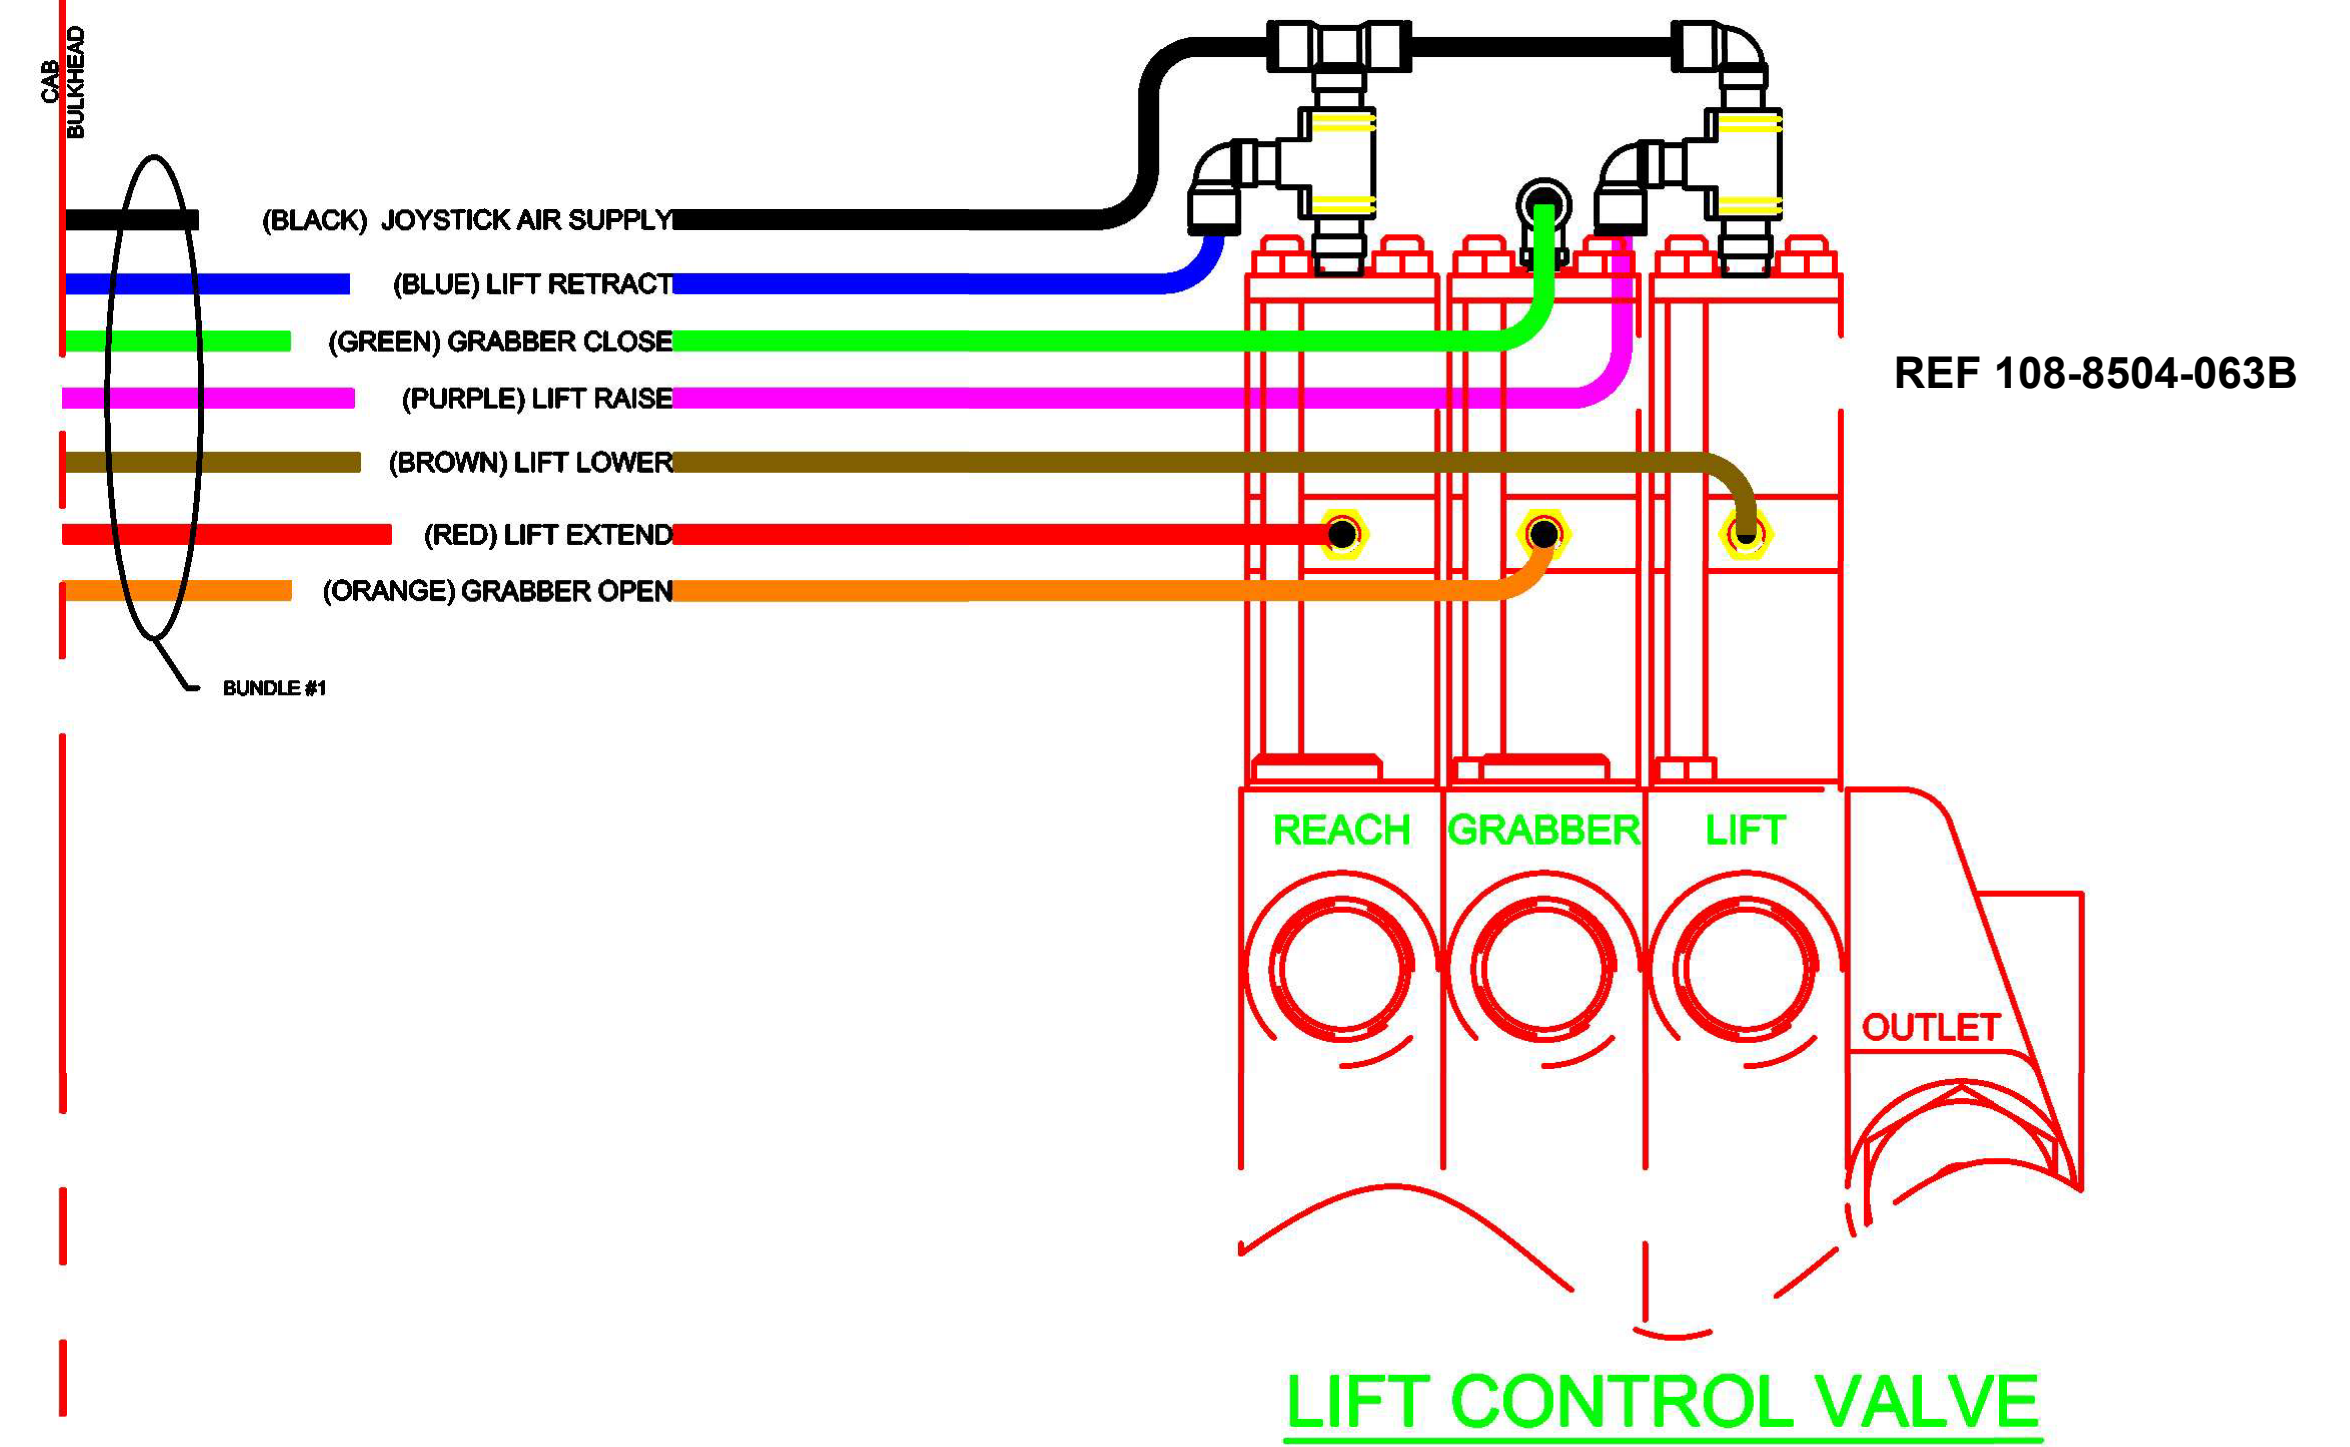 CAB
BULKHEAD
(BLACK) JOYSTICK AIR SUPPLY
(BLUE) LIFT RETRACT
(GREEN) GRABBER CLOSE
(PURPLE) LIFT RAISE
(BROWN) LIFT LOWER
(RED) LIFT EXTEND
(ORANGE) GRABBER OPEN
BUNDLE #1
REF 108-8504-063B
REACH
GRABBER
LIFT
OUTLET
LIFT CONTROL VALVE